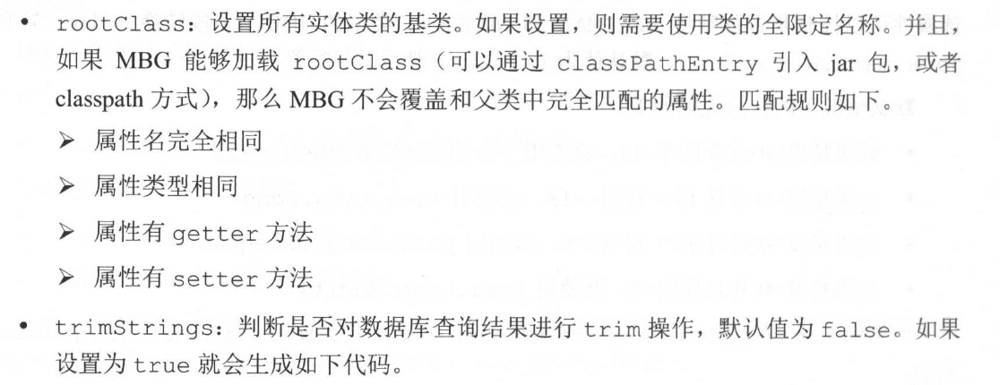 • rootClass：设置所有实体类的基类。如果设置，则需要使用类的全限定名称。并且，
如果 MBG 能够加载 rootClass（可以通过 classPathEntry 引入 jar 包，或者
classpath 方式），那么 MBG 不会覆盖和父类中完全匹配的属性。匹配规则如下。
➢ 属性名完全相同
➢ 属性类型相同
➢ 属性有 getter 方法
➢ 属性有 setter 方法
• trimStrings：判断是否对数据库查询结果进行 trim 操作，默认值为 false。如果
设置为 true 就会生成如下代码。